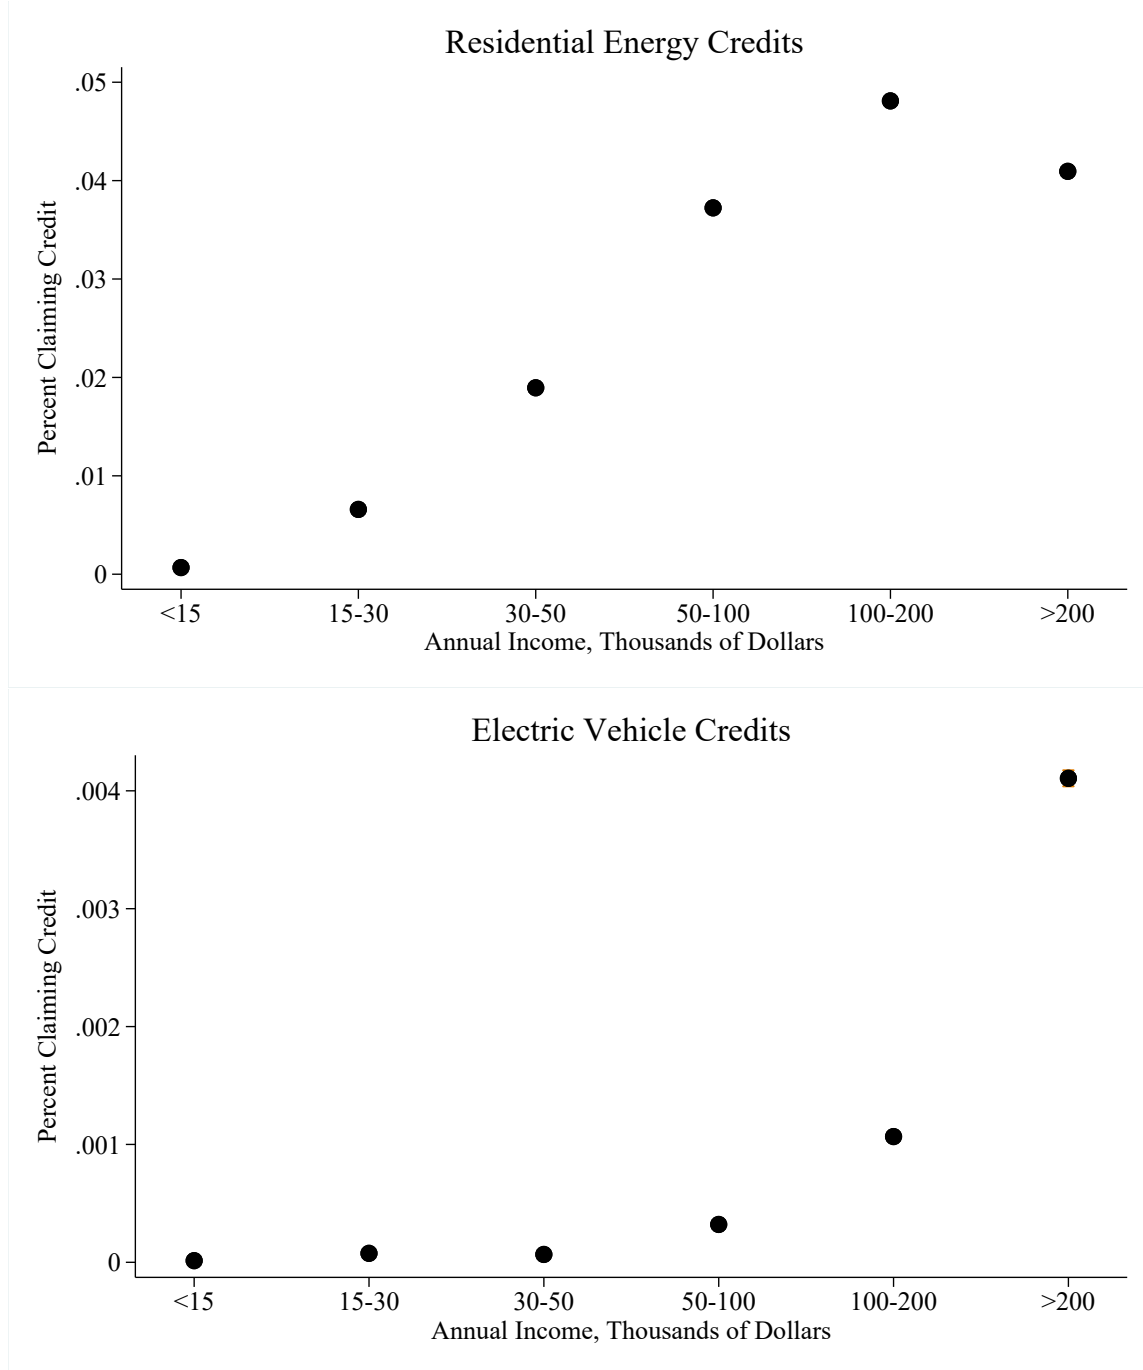 Residential Energy Credits
Percent Claiming Credit
.05
.04
.03
.02
.01
0
<15 15-30 30-50 50-100 100-200 >200
Annual Income, Thousands of Dollars
Electric Vehicle Credits
Percent Claiming Credit
.004
.003
.002
.001
0
<15 15-30 30-50 50-100 100-200 >200
Annual Income, Thousands of Dollars